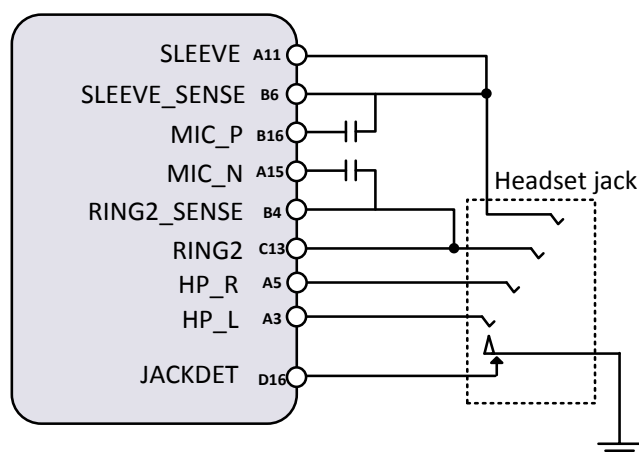 SLEEVE A11
SLEEVE_SENSE B6
MIC_P B16
MIC_N A15
Headset jack
RING2_SENSE B4
RING2 C13
HP_R A5
HP_L A3
JACKDET D16